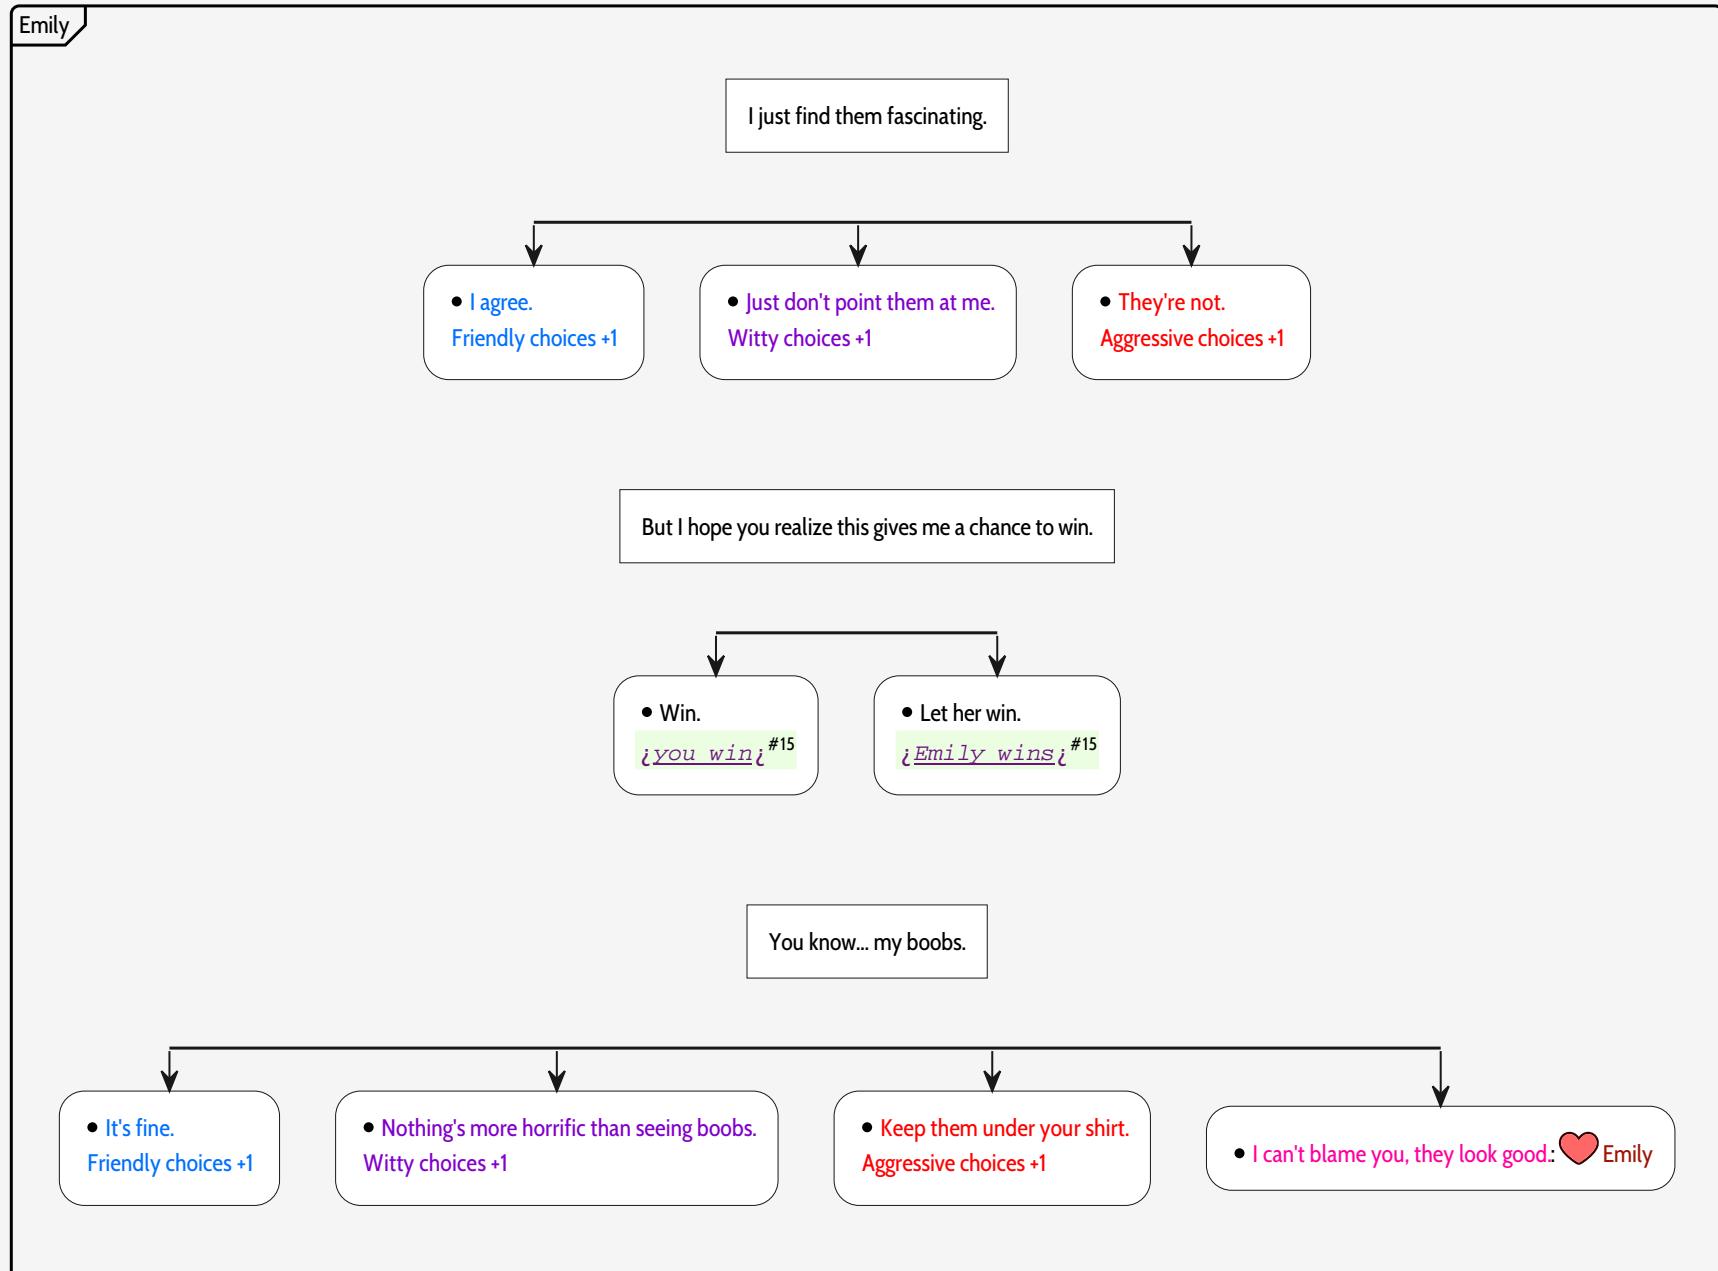 Emily
I just find them fascinating.
• I agree.
Friendly choices +1
• Just don't point them at me.
Witty choices +1
• They're not.
Aggressive choices +1
But I hope you realize this gives me a chance to win.
• Win.
¿you win¿#15
• Let her win.
¿Emily wins¿#15
You know... my boobs.
• It's fine.
Friendly choices +1
• Nothing's more horrific than seeing boobs.
Witty choices +1
• Keep them under your shirt.
Aggressive choices +1
• I can't blame you, they look good.: Emily